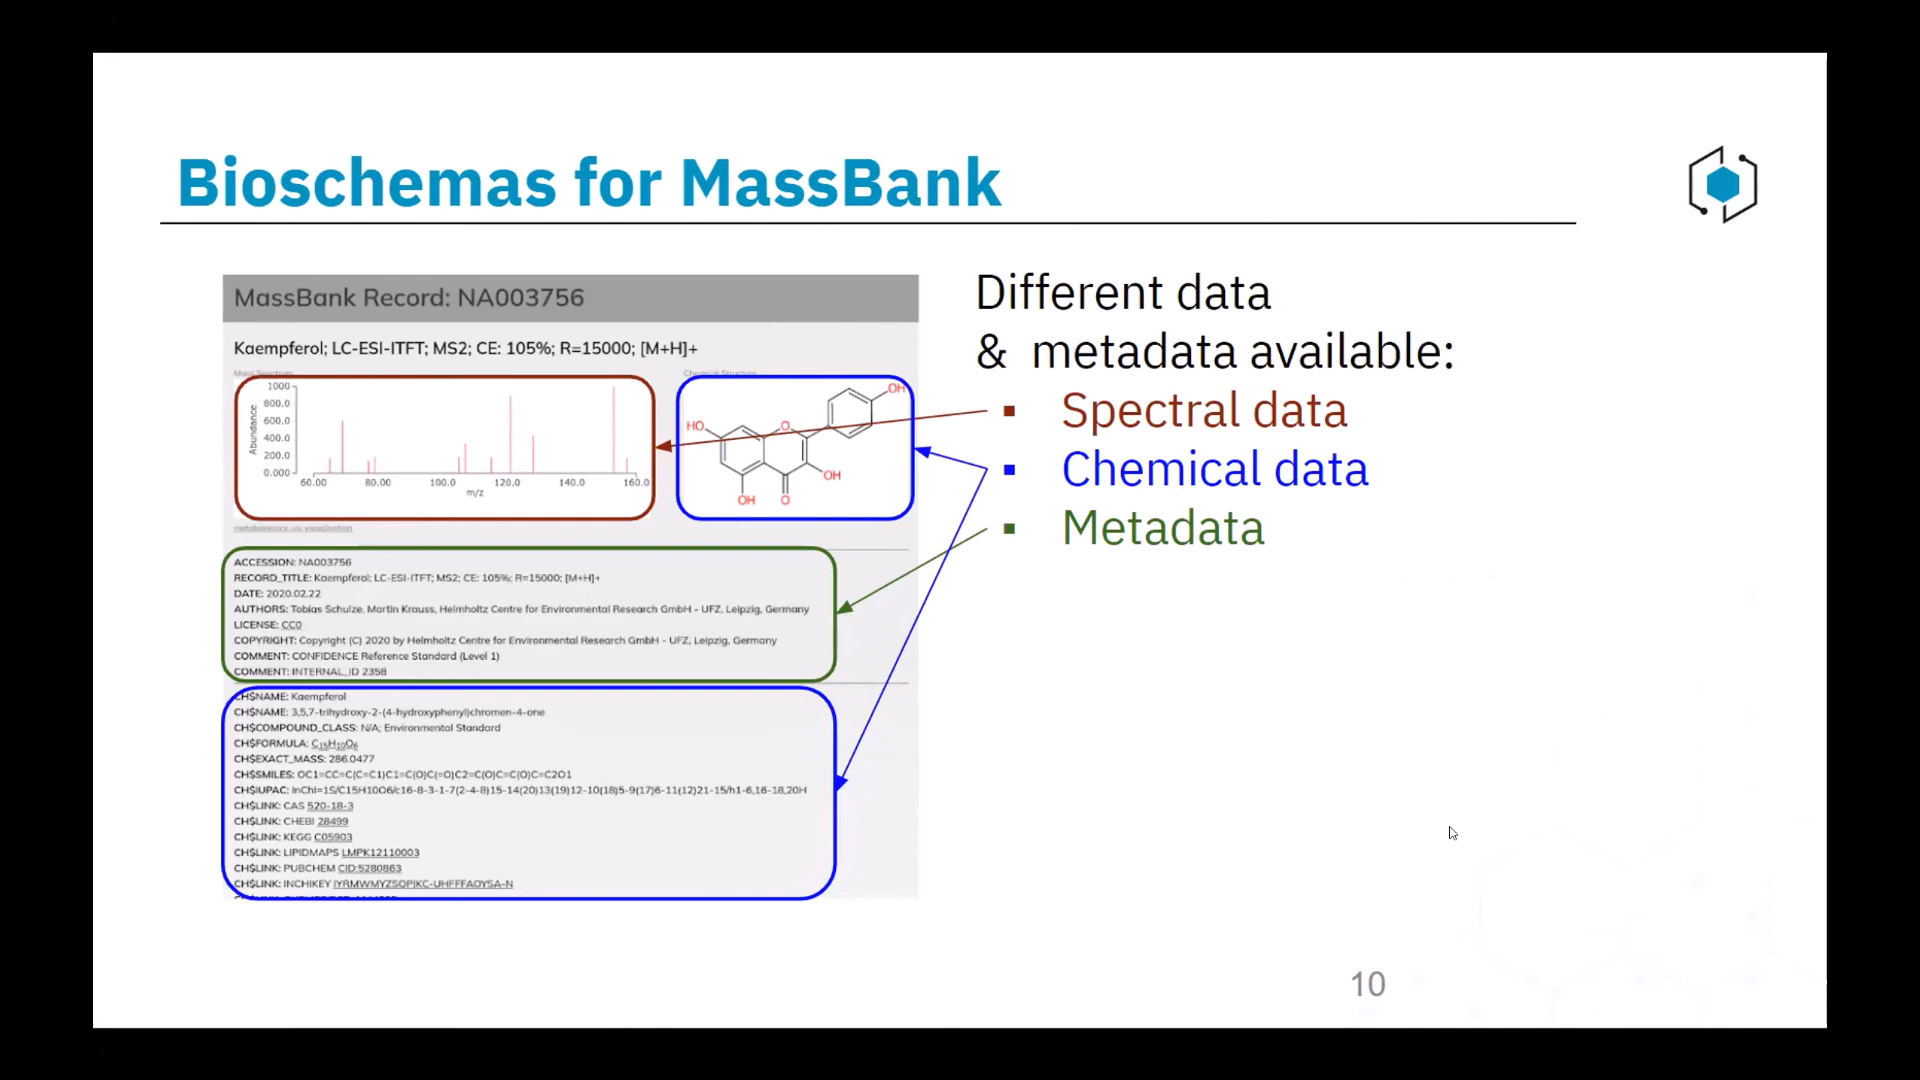 Bioschemas for MassBank
MassBank Record: NA003756
Kaempferol; LC-ESI-ITFT; MS2; CE: 105%; R=15000; [M+H]+
Mass Spectrum
Chemical Structure
1000
800.0
600.0
400.0
200.0
0.000
Abundance
60.00 80.00 100.0 120.0 140.0 160.0
m/z
OH
HO
O
OH
OH
O
metabolomics-usi visualisation
ACCESSION: NA003756
RECORD_TITLE: Kaempferol; LC-ESI-ITFT; MS2; CE: 105%; R=15000; [M+H]+
DATE: 2020.02.22
AUTHORS: Tobias Schulze, Martin Krauss, Helmholtz Centre for Environmental Research GmbH - UFZ, Leipzig, Germany
LICENSE: CC0
COPYRIGHT: Copyright (C) 2020 by Helmholtz Centre for Environmental Research GmbH - UFZ, Leipzig, Germany
COMMENT: CONFIDENCE Reference Standard (Level 1)
COMMENT: INTERNAL_ID 2358
CH$NAME: Kaempferol
CH$NAME: 3,5,7-trihydroxy-2-(4-hydroxyphenyl)chromen-4-one
CH$COMPOUND_CLASS: N/A; Environmental Standard
CH$FORMULA: C15H10O6
CH$EXACT_MASS: 286.0477
CH$SMILES: OC1=CC=C(C=C1)C1=C(O)C(=O)C2=C(O)C=C(O)C=C2O1
CH$IUPAC: InChI=1S/C15H10O6/c16-8-3-1-7(2-4-8)15-14(20)13(19)12-10(18)5-9(17)6-11(12)21-15/h1-6,16-18,20H
CH$LINK: CAS 520-18-3
CH$LINK: CHEBI 28499
CH$LINK: KEGG C05903
CH$LINK: LIPIDMAPS LMPK12110003
CH$LINK: PUBCHEM CID:5280863
CH$LINK: INCHIKEY IYRMWMYZSQPJKC-UHFFFAOYSA-N
Different data
& metadata available:
▪ Spectral data
▪ Chemical data
▪ Metadata
10